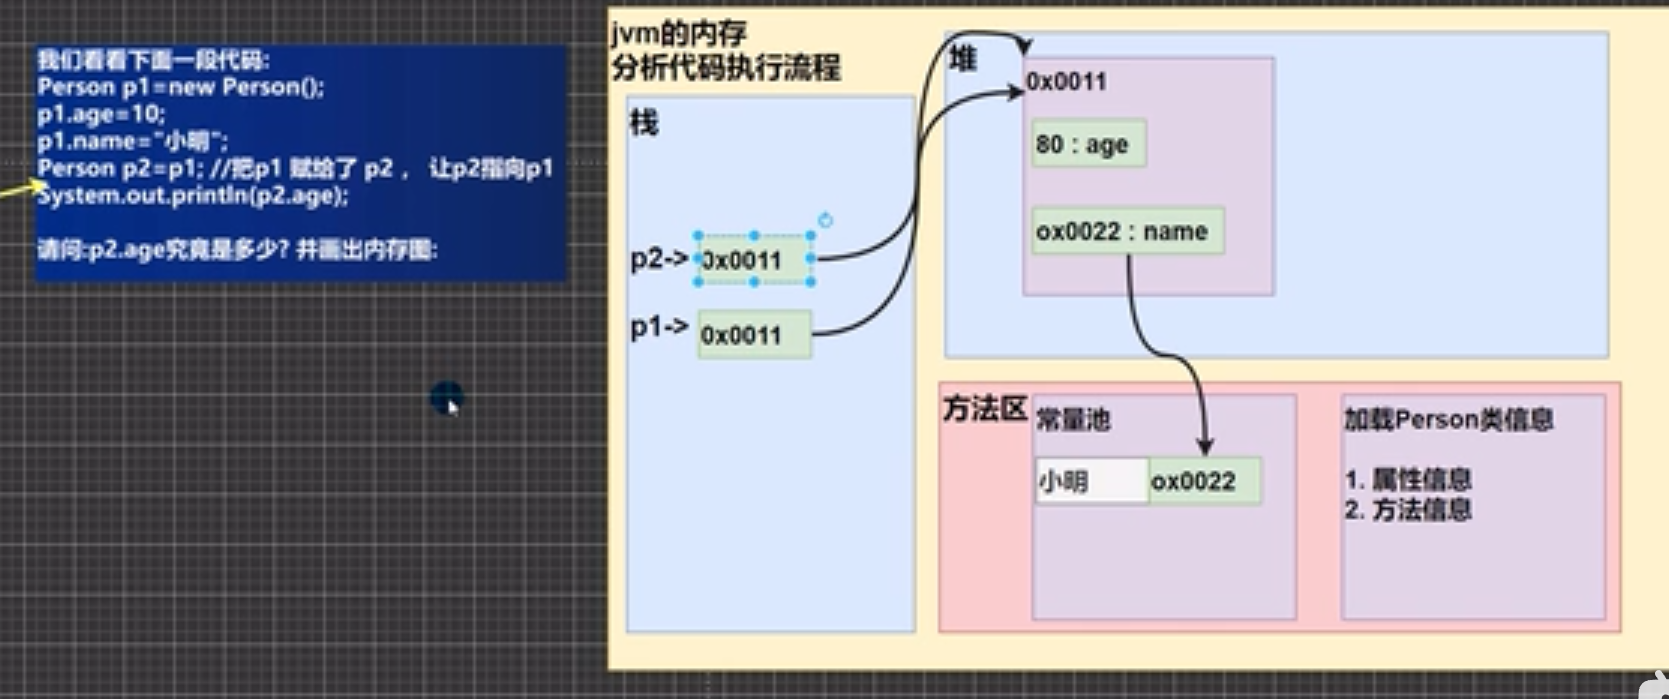 我们看看下面一段代码:
Person p1=new Person();
p1.age=10;
p1.name="小明";
Person p2=p1; //把p1 赋给了 p2 ， 让p2指向p1
System.out.println(p2.age);
请问:p2.age究竟是多少? 并画出内存图:
jvm的内存
分析代码执行流程
栈
p2->
0x0011
p1->
0x0011
堆
0x0011
80 : age
ox0022 : name
方法区
常量池
小明
ox0022
加载Person类信息
1. 属性信息
2. 方法信息